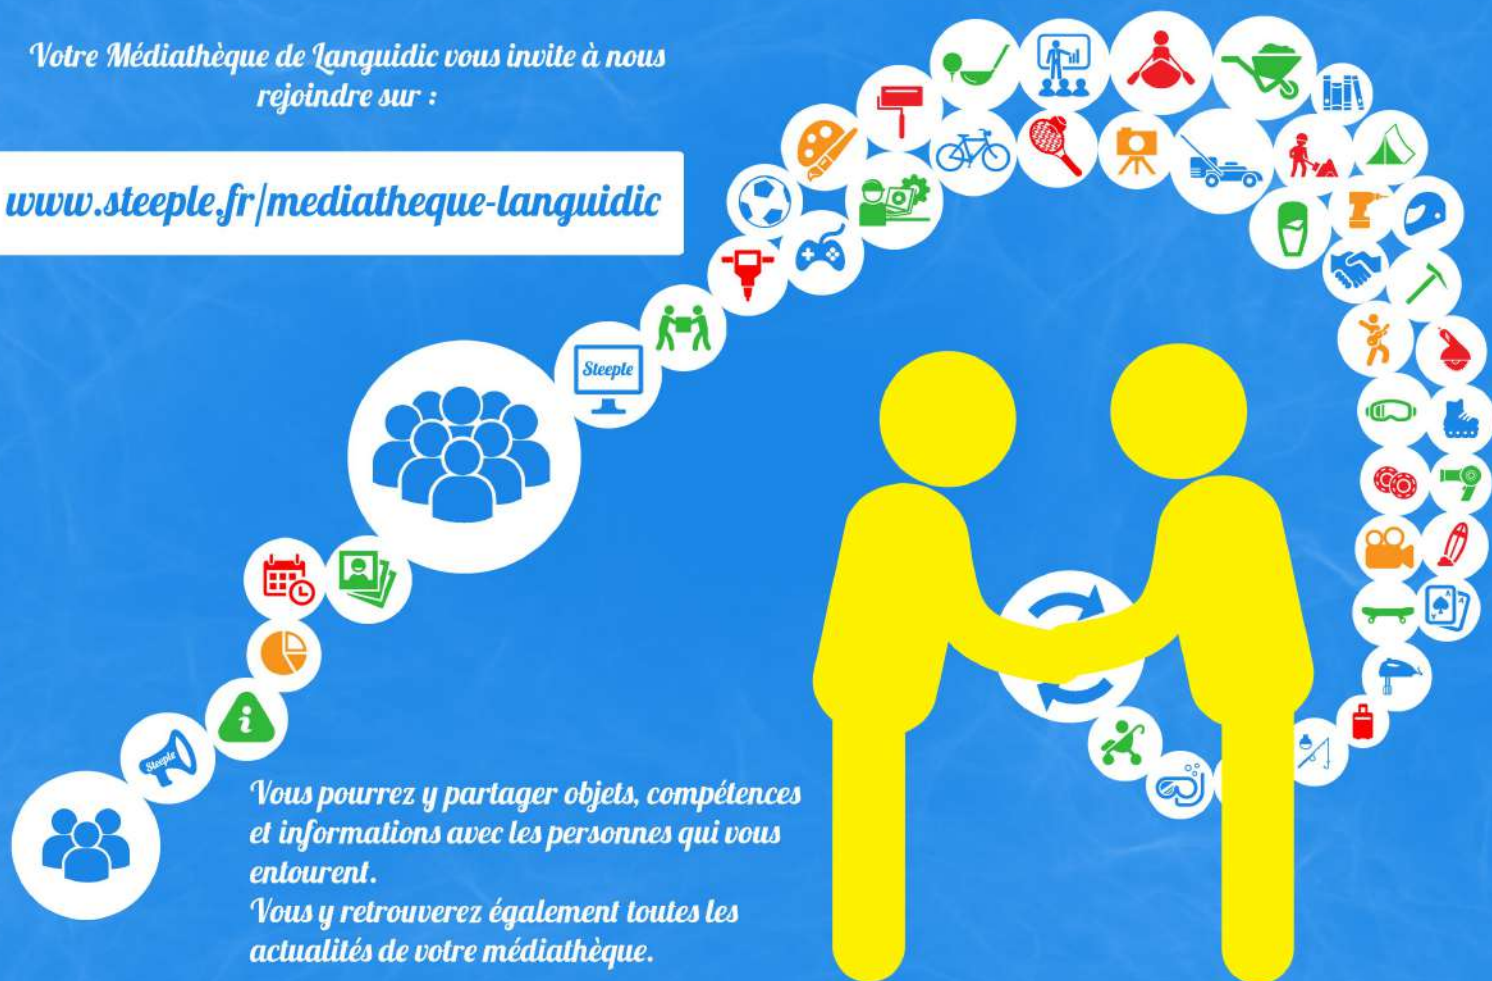 Votre Médiathèque de Languidic vous invite à nous
rejoindre sur :
www.steeple.fr/mediatheque-languidic
Steeple
Steeple
Vous pourrez y partager objets, compétences
et informations avec les personnes qui vous
entourent.
Vous y retrouverez également toutes les
actualités de votre médiathèque.